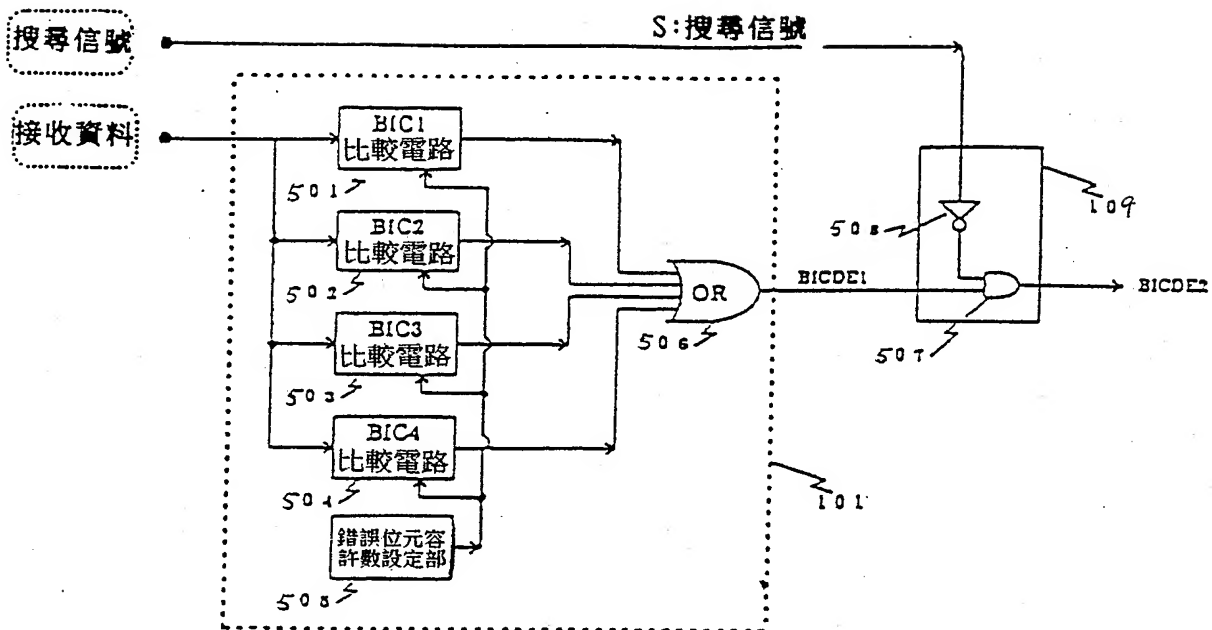 搜尋信號
S:搜尋信號
接收資料
BIC1
比較電路
501
109
508
BIC2
比較電路
502
OR
506
BICDE1
BICDE2
507
BIC3
比較電路
503
BIC4
比較電路
504
101
錯誤位元容
許數設定部
505